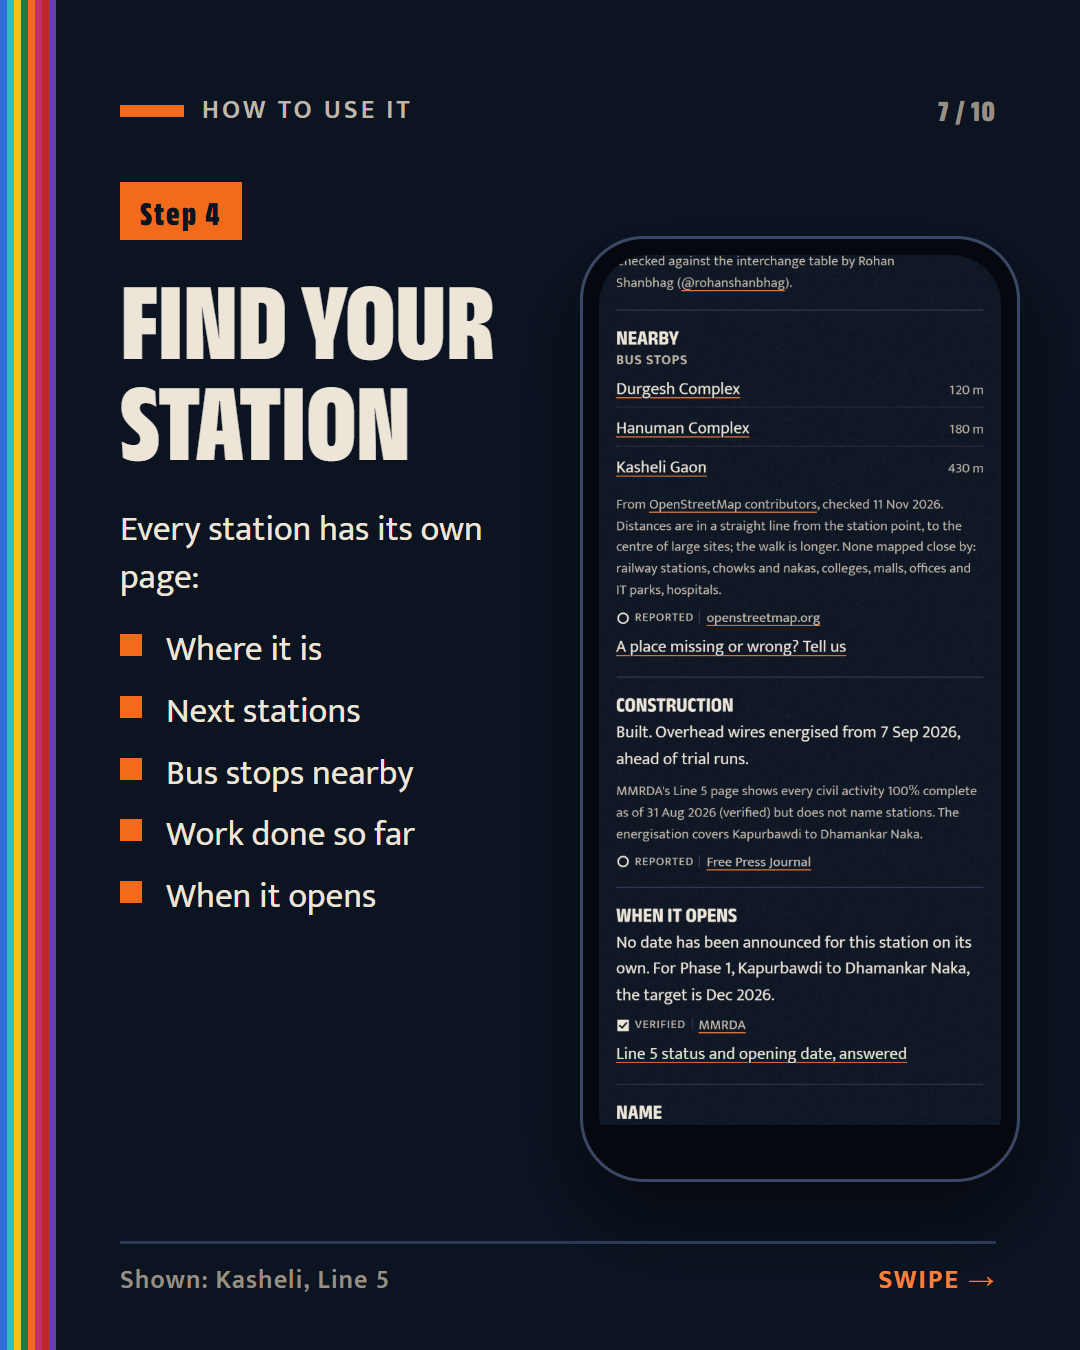 HOW TO USE IT
7 / 10
Step 4
FIND YOUR
STATION
Every station has its own
page:
Where it is
Next stations
Bus stops nearby
Work done so far
When it opens
checked against the interchange table by Rohan
Shanbhag (@rohanshanbhag).
NEARBY
BUS STOPS
Durgesh Complex 120 m
Hanuman Complex 180 m
Kasheli Gaon 430 m
From OpenStreetMap contributors, checked 11 Nov 2026.
Distances are in a straight line from the station point, to the
centre of large sites; the walk is longer. None mapped close by:
railway stations, chowks and nakas, colleges, malls, offices and
IT parks, hospitals.
REPORTED | openstreetmap.org
A place missing or wrong? Tell us
CONSTRUCTION
Built. Overhead wires energised from 7 Sep 2026,
ahead of trial runs.
MMRDA's Line 5 page shows every civil activity 100% complete
as of 31 Aug 2026 (verified) but does not name stations. The
energisation covers Kapurbawdi to Dhamankar Naka.
REPORTED | Free Press Journal
WHEN IT OPENS
No date has been announced for this station on its
own. For Phase 1, Kapurbawdi to Dhamankar Naka,
the target is Dec 2026.
VERIFIED | MMRDA
Line 5 status and opening date, answered
NAME
Shown: Kasheli, Line 5
SWIPE →